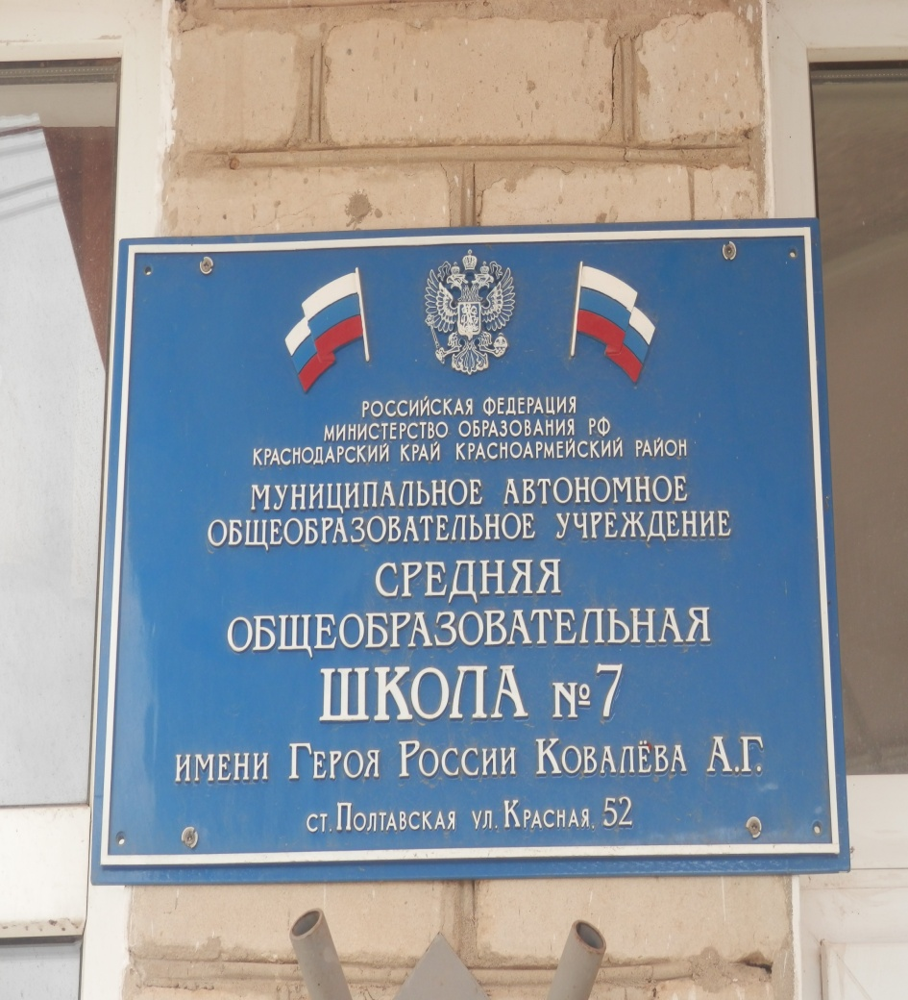 РОССИЙСКАЯ ФЕДЕРАЦИЯ
МИНИСТЕРСТВО ОБРАЗОВАНИЯ РФ
КРАСНОДАРСКИЙ КРАЙ КРАСНОАРМЕЙСКИЙ РАЙОН
МУНИЦИПАЛЬНОЕ АВТОНОМНОЕ
ОБЩЕОБРАЗОВАТЕЛЬНОЕ УЧРЕЖДЕНИЕ
СРЕДНЯЯ
ОБЩЕОБРАЗОВАТЕЛЬНАЯ
ШКОЛА №7
ИМЕНИ ГЕРОЯ РОССИИ КОВАЛЁВА А.Г.
СТ. ПОЛТАВСКАЯ УЛ. КРАСНАЯ, 52